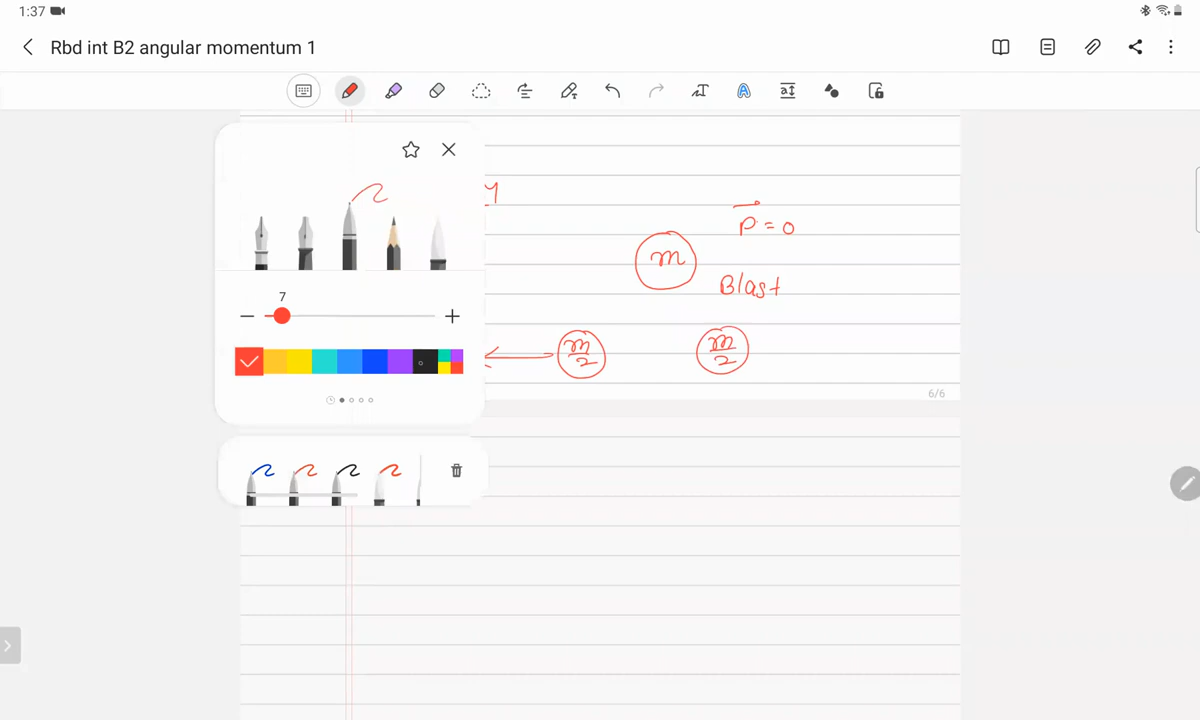 1:37
Rbd int B2 angular momentum 1
7
y
P = 0
m
Blast
m/2
m/2
6/6